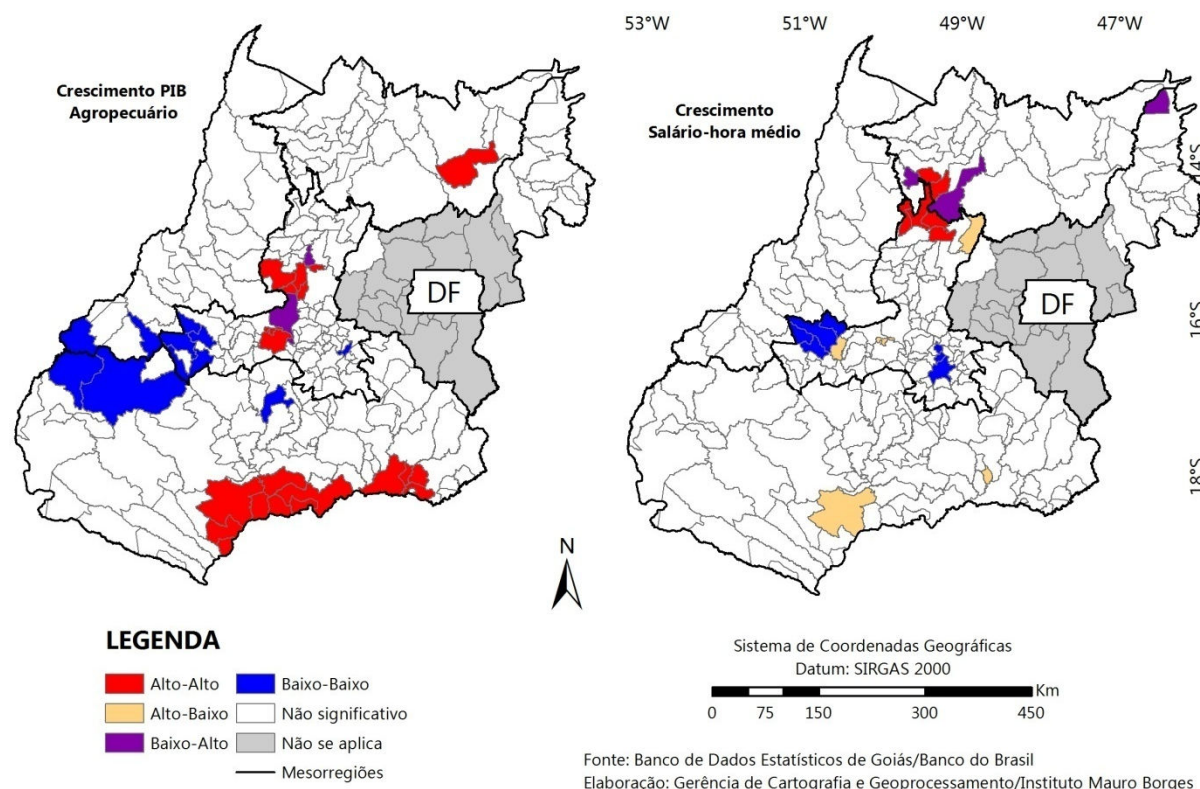 53°W 51°W 49°W 47°W
Crescimento PIB
Agropecuário
Crescimento
Salário-hora médio
4°S
DF
DF
16°S
18°S
N
LEGENDA
Alto-Alto
Baixo-Baixo
Alto-Baixo
Não significativo
Baixo-Alto
Não se aplica
Mesorregiões
Sistema de Coordenadas Geográficas
Datum: SIRGAS 2000
Km
0 75 150 300 450
Fonte: Banco de Dados Estatísticos de Goiás/Banco do Brasil
Elaboração: Gerência de Cartografia e Geoprocessamento/Instituto Mauro Borges